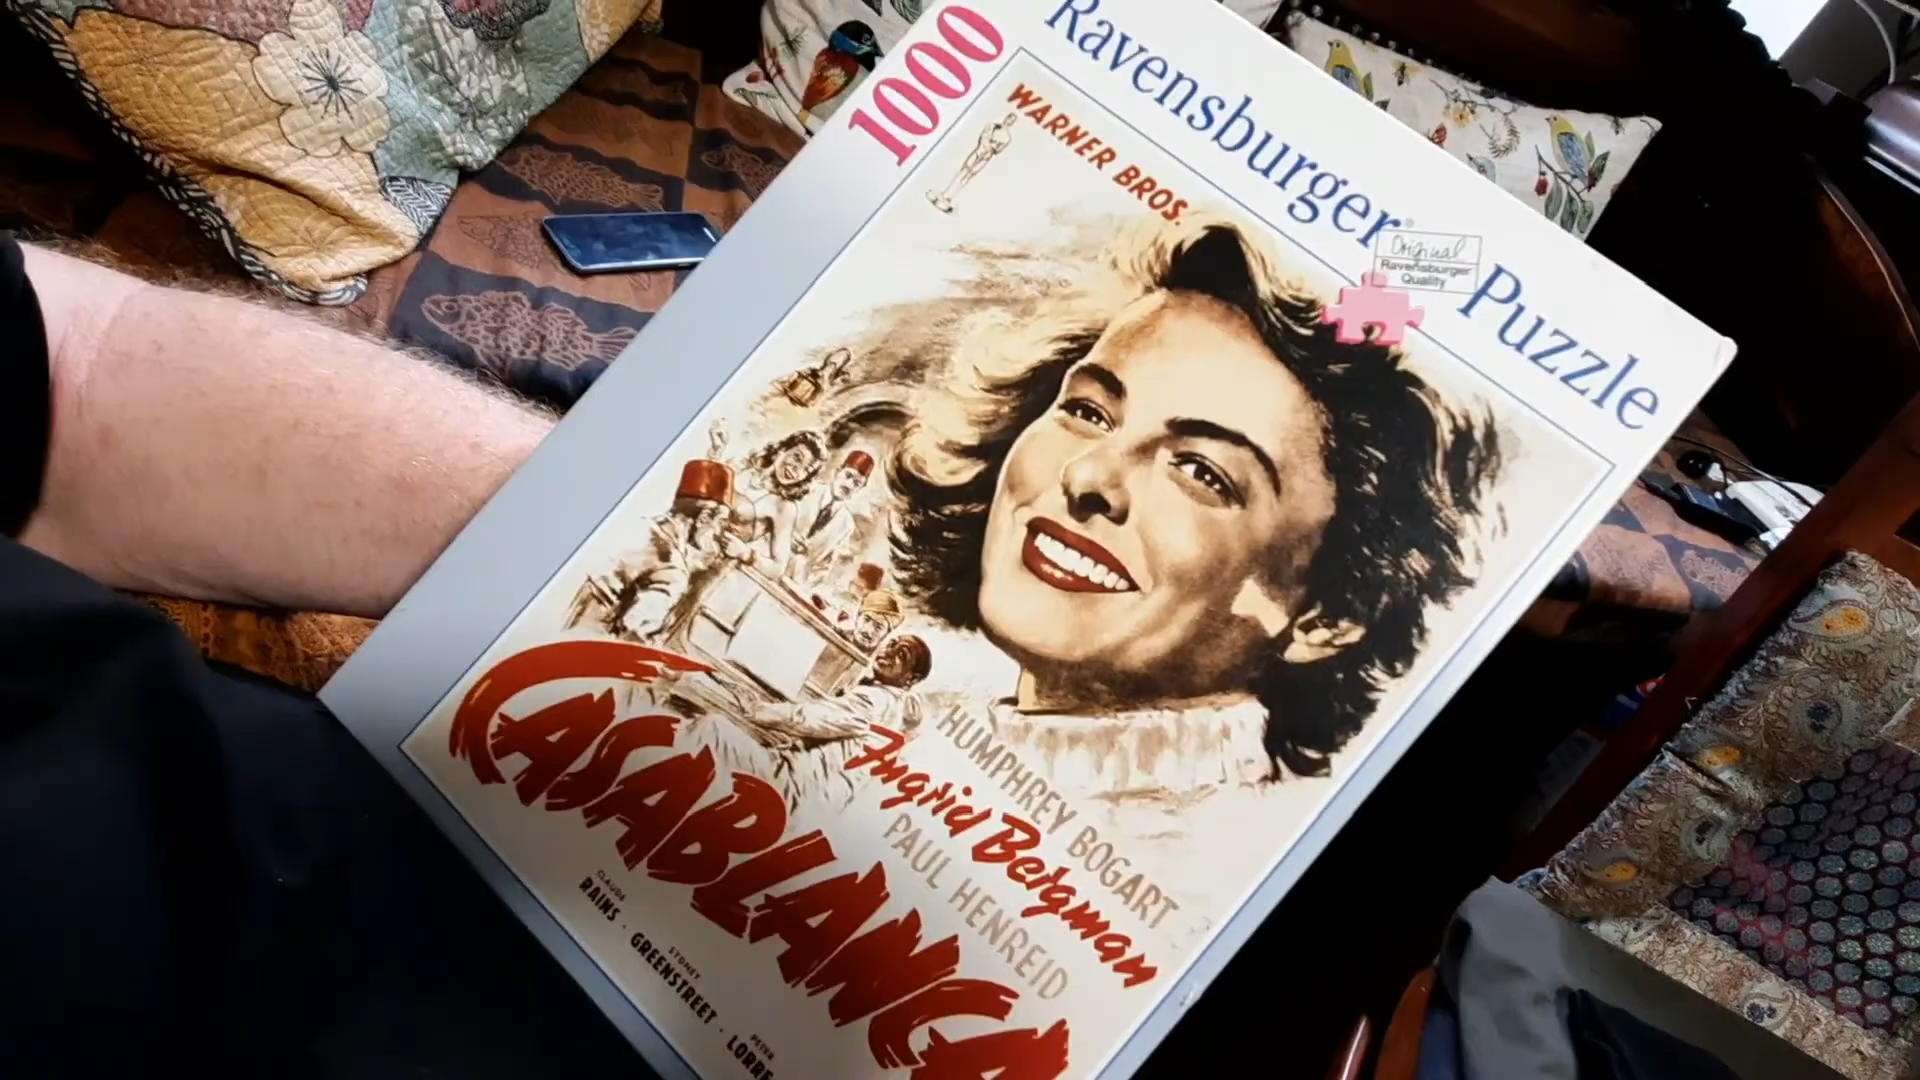 1000
Ravensburger® Puzzle
Original
Ravensburger
Quality
WARNER BROS.
HUMPHREY BOGART
Ingrid Bergman
PAUL HENREID
CASABLANCA
CLAUDE
RAINS ·
SYDNEY
GREENSTREET ·
PETER
LORRE